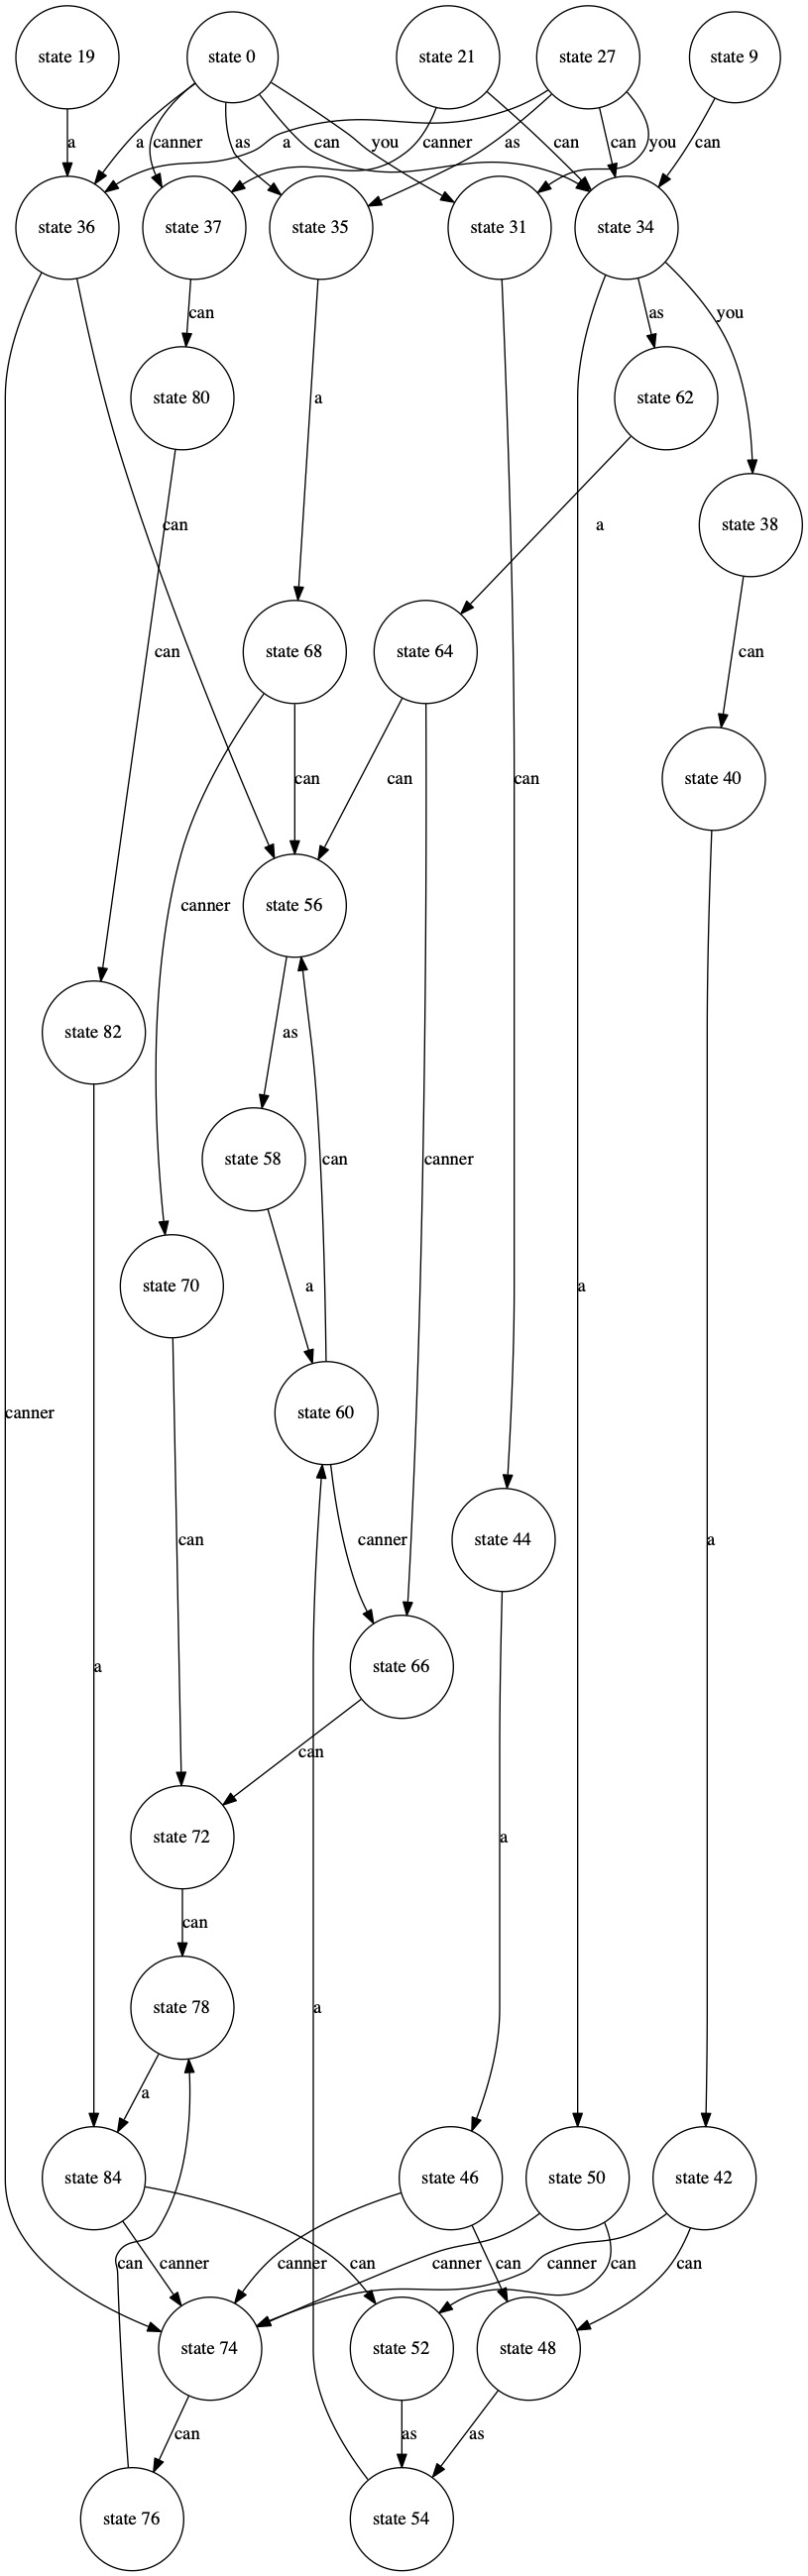 state 19
state 0
state 21
state 27
state 9
a
a
canner
as
a
can
you
canner
as
can
can
you
can
state 36
state 37
state 35
state 31
state 34
can
a
as
you
state 80
state 62
can
a
state 38
can
state 68
state 64
can
can
can
can
state 40
canner
state 56
state 82
as
state 58
can
canner
state 70
a
a
canner
state 60
can
canner
state 44
a
a
state 66
can
state 72
a
can
state 78
a
a
state 84
state 46
state 50
state 42
can
canner
canner
can
can
canner
canner
can
can
state 74
state 52
state 48
can
as
as
state 76
state 54